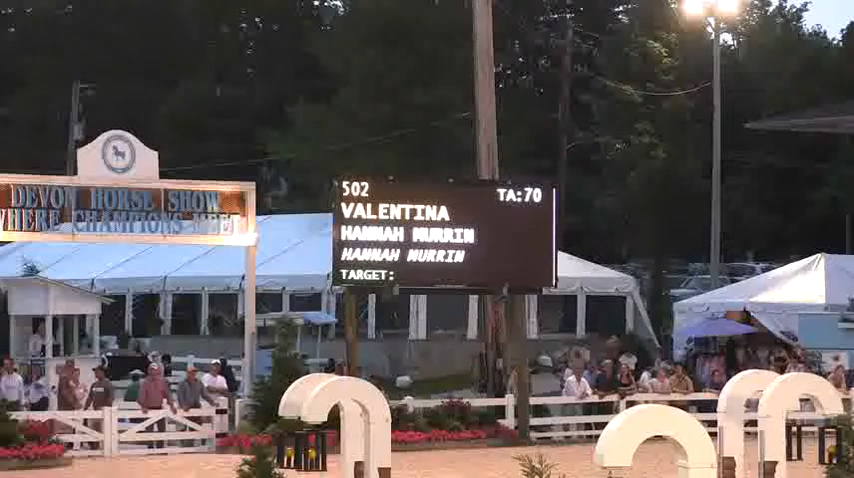 DEVON HORSE SHOW
WHERE CHAMPIONS MEET
502 TA:70
VALENTINA
HANNAH MURRIN
HANNAH MURRIN
TARGET: